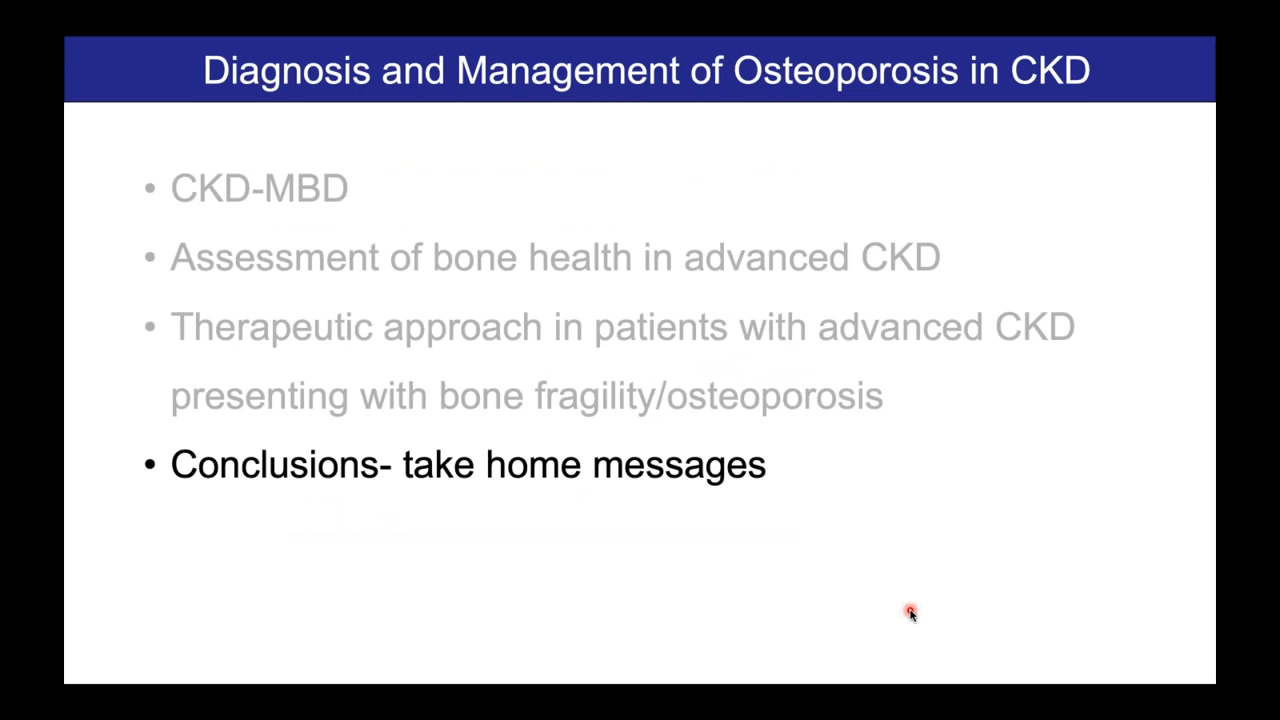 Diagnosis and Management of Osteoporosis in CKD
• CKD-MBD
• Assessment of bone health in advanced CKD
• Therapeutic approach in patients with advanced CKD
presenting with bone fragility/osteoporosis
• Conclusions- take home messages